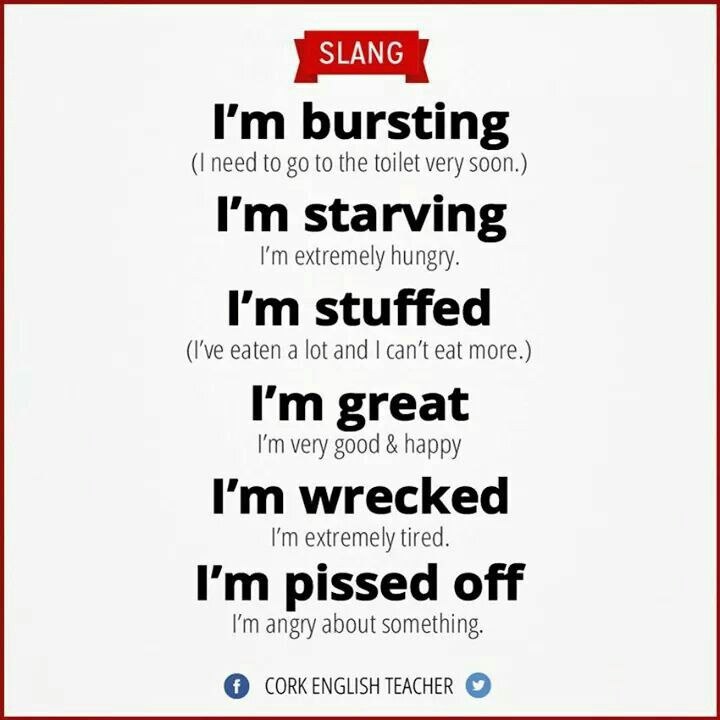 SLANG
I’m bursting
(I need to go to the toilet very soon.)
I’m starving
I’m extremely hungry.
I’m stuffed
(I’ve eaten a lot and I can’t eat more.)
I’m great
I’m very good & happy
I’m wrecked
I’m extremely tired.
I’m pissed off
I’m angry about something.
CORK ENGLISH TEACHER